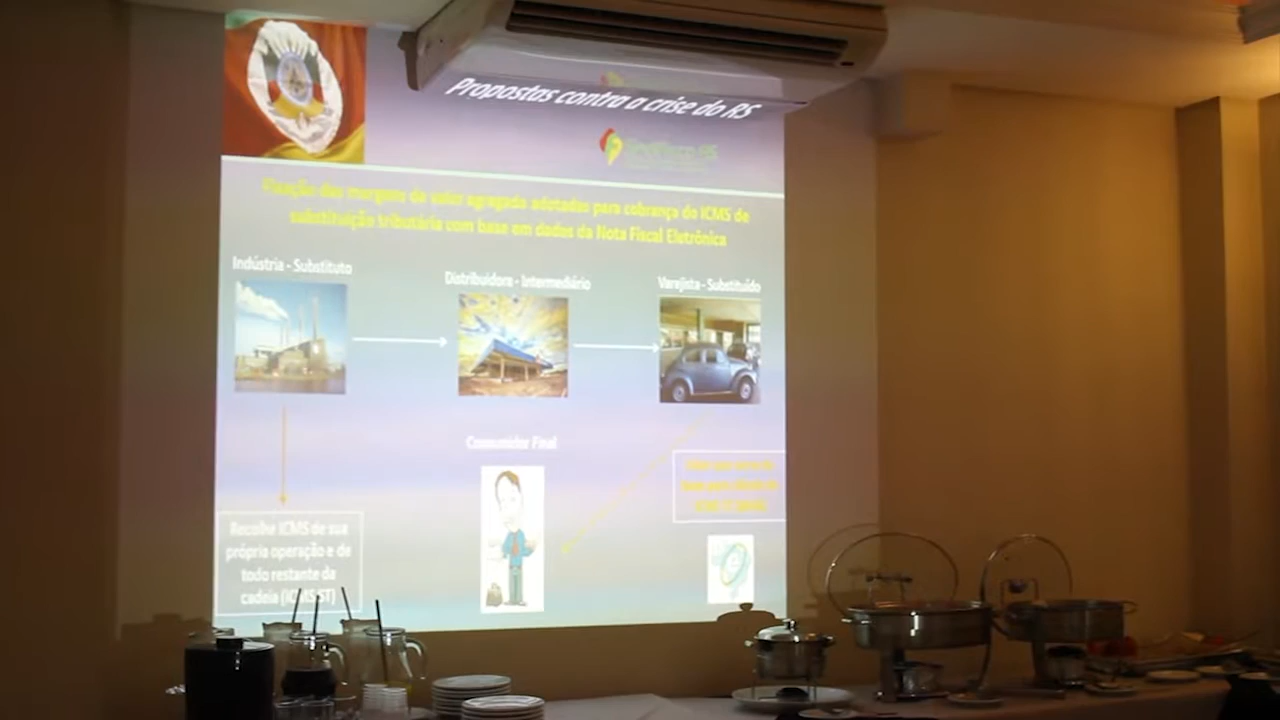 Propostas contra a crise do RS
Fixação das margens de valor agregado adotadas para cobrança do ICMS de
substituição tributária com base em dados da Nota Fiscal Eletrônica
Indústria - Substituto
Distribuidora - Intermediário
Varejista - Substituído
Consumidor Final
Recolhe ICMS de sua
própria operação e de
todo restante da
cadeia (ICMS ST)